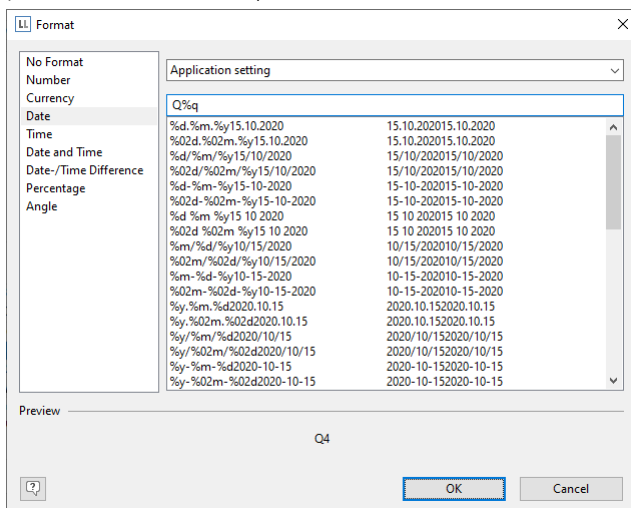 LL Format
No Format
Number
Currency
Date
Time
Date and Time
Date-/Time Difference
Percentage
Angle
Application setting
Q%q
%d.%m.%y15.10.2020 15.10.202015.10.2020
%02d.%02m.%y15.10.2020 15.10.202015.10.2020
%d/%m/%y15/10/2020 15/10/202015/10/2020
%02d/%02m/%y15/10/2020 15/10/202015/10/2020
%d-%m-%y15-10-2020 15-10-202015-10-2020
%02d-%02m-%y15-10-2020 15-10-202015-10-2020
%d %m %y15 10 2020 15 10 202015 10 2020
%02d %02m %y15 10 2020 15 10 202015 10 2020
%m/%d/%y10/15/2020 10/15/202010/15/2020
%02m/%02d/%y10/15/2020 10/15/202010/15/2020
%m-%d-%y10-15-2020 10-15-202010-15-2020
%02m-%02d-%y10-15-2020 10-15-202010-15-2020
%y.%m.%d2020.10.15 2020.10.152020.10.15
%y.%02m.%02d2020.10.15 2020.10.152020.10.15
%y/%m/%d2020/10/15 2020/10/152020/10/15
%y/%02m/%02d2020/10/15 2020/10/152020/10/15
%y-%m-%d2020-10-15 2020-10-152020-10-15
%y-%02m-%02d2020-10-15 2020-10-152020-10-15
Preview
Q4
?
OK Cancel